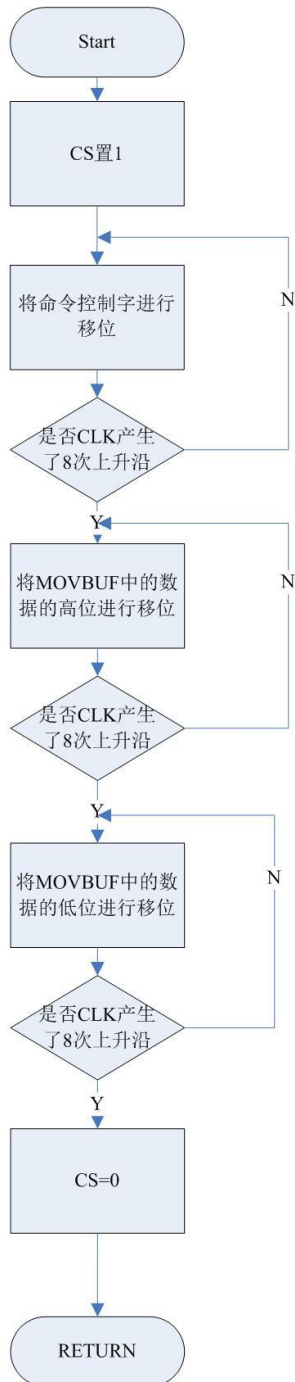 Start
CS置1
将命令控制字进行
移位
N
是否CLK产生
了8次上升沿
Y
将MOVBUF中的数
据的高位进行移位
N
是否CLK产生
了8次上升沿
Y
将MOVBUF中的数
据的低位进行移位
N
是否CLK产生
了8次上升沿
Y
CS=0
RETURN